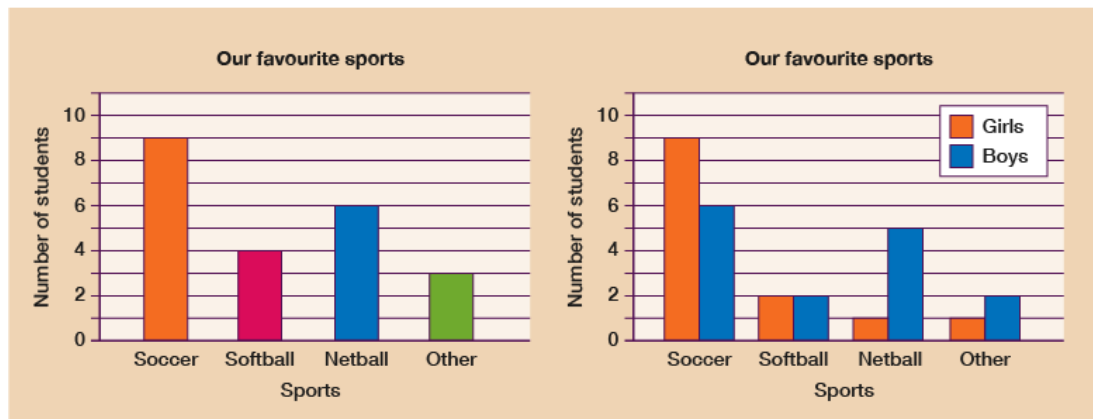 Our favourite sports
Number of students
10
8
6
4
2
0
Soccer Softball Netball Other
Sports
Our favourite sports
Number of students
10
8
6
4
2
0
Girls
Boys
Soccer Softball Netball Other
Sports